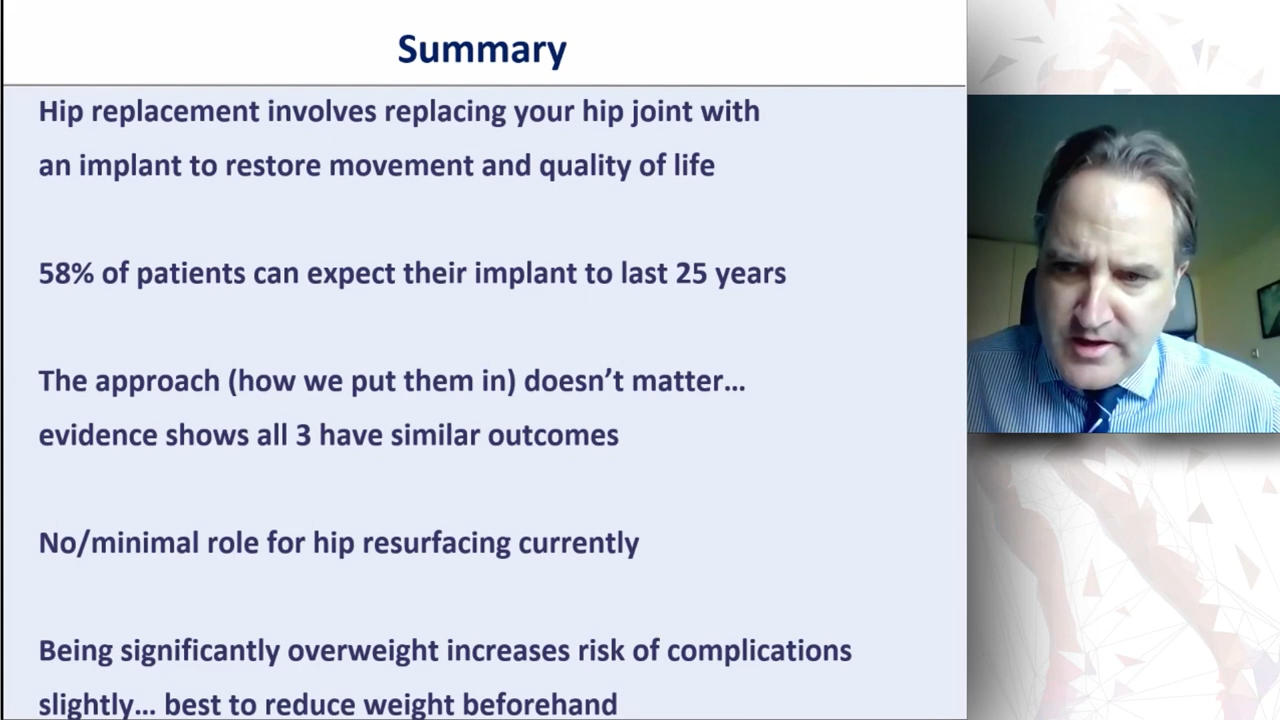 Summary
Hip replacement involves replacing your hip joint with
an implant to restore movement and quality of life
58% of patients can expect their implant to last 25 years
The approach (how we put them in) doesn’t matter…
evidence shows all 3 have similar outcomes
No/minimal role for hip resurfacing currently
Being significantly overweight increases risk of complications
slightly… best to reduce weight beforehand